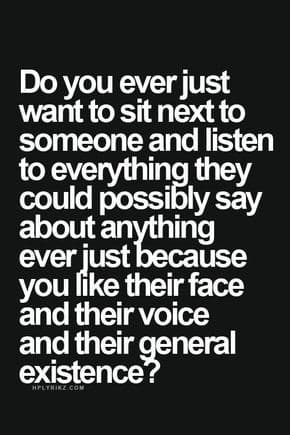 Do you ever just
want to sit next to
someone and listen
to everything they
could possibly say
about anything
ever just because
you like their face
and their voice
and their general
existence?
HPLYRIKZ.COM